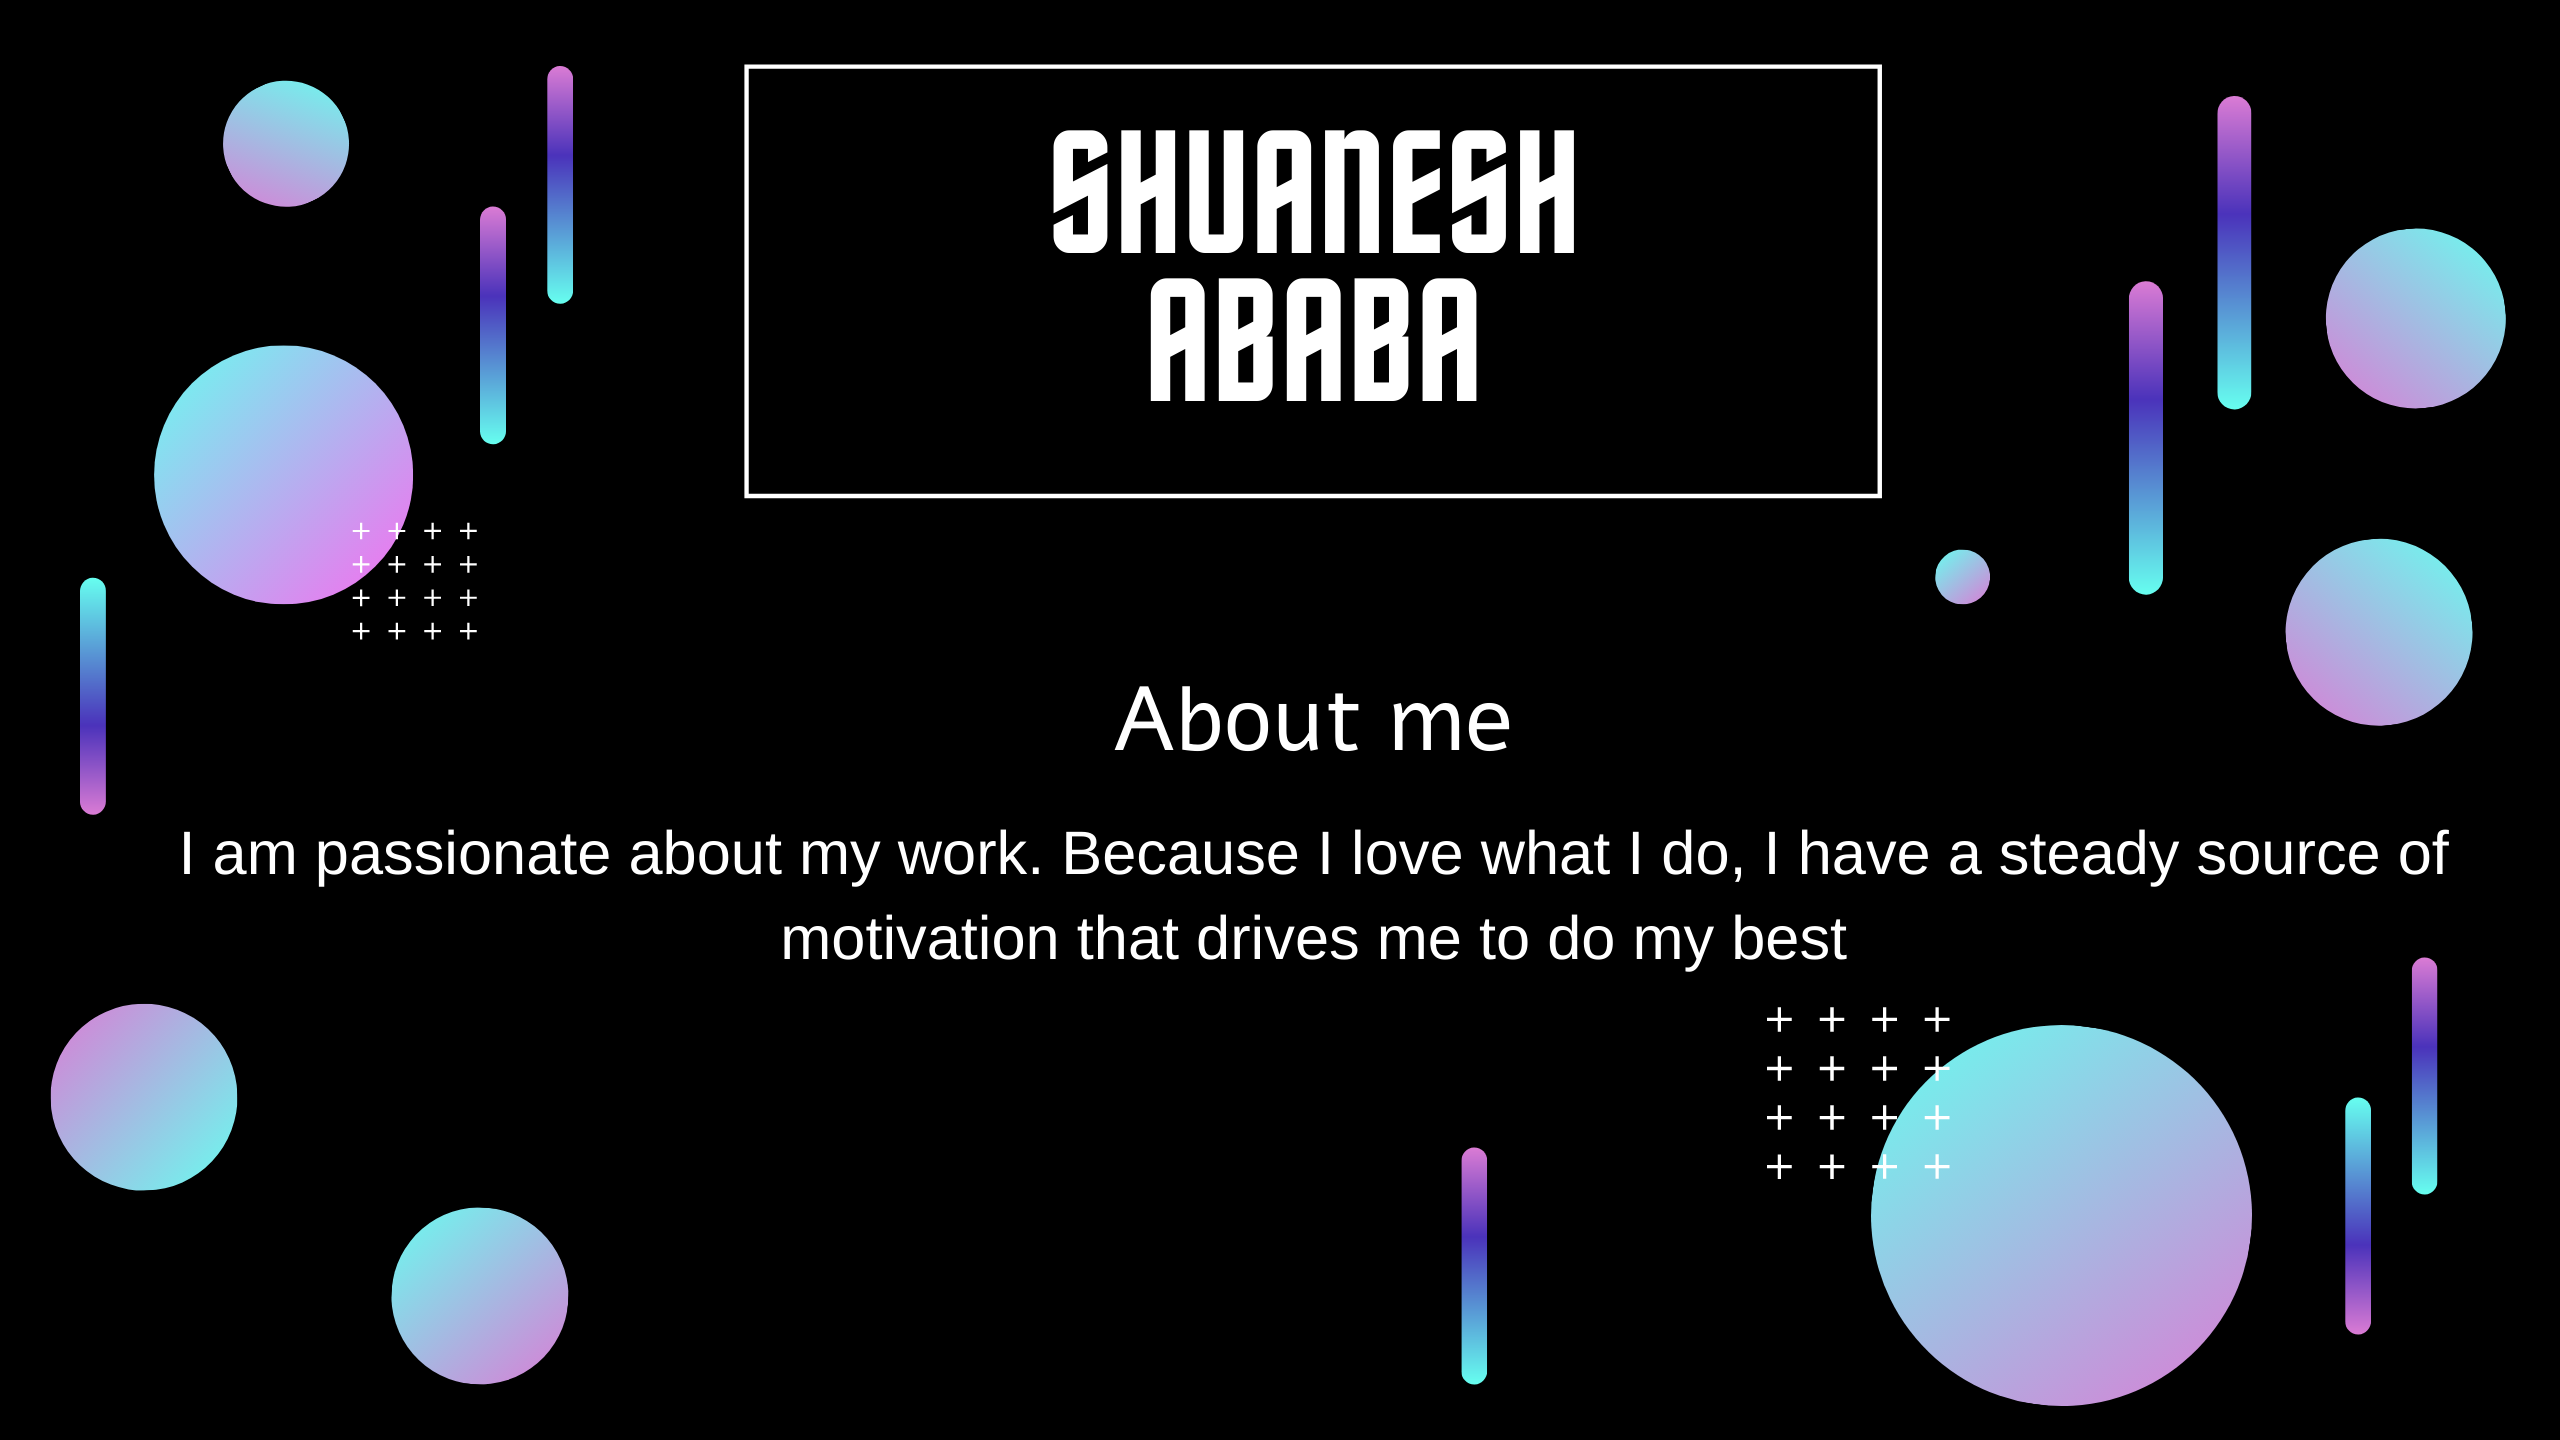 SHUANESH
ABABA
About me
I am passionate about my work. Because I love what I do, I have a steady source of
motivation that drives me to do my best